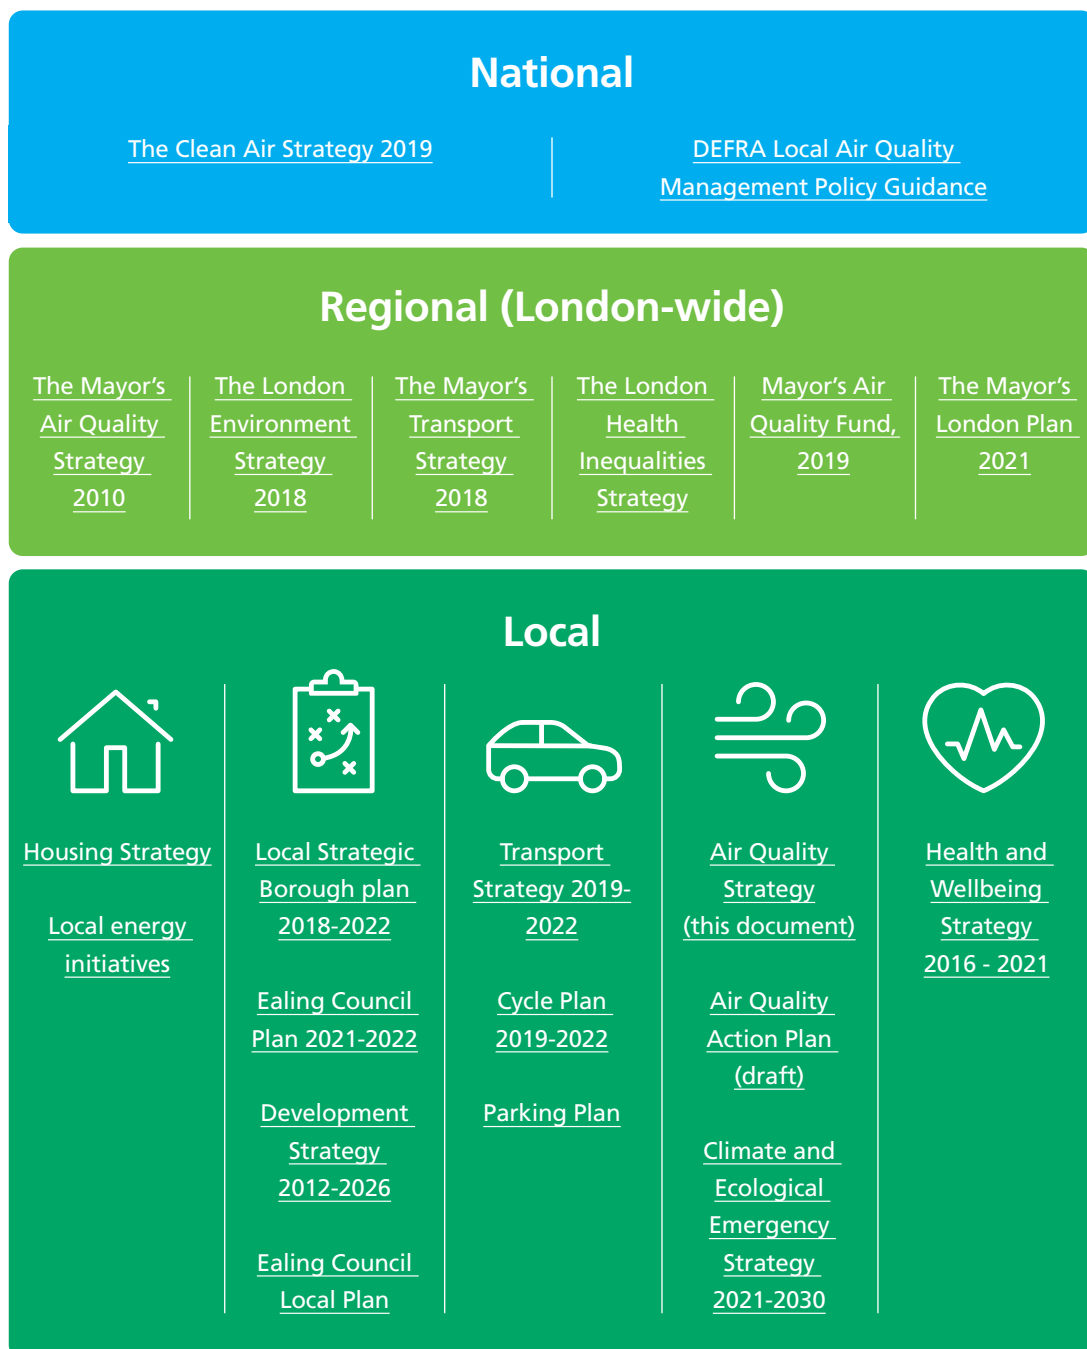 National
The Clean Air Strategy 2019
DEFRA Local Air Quality
Management Policy Guidance
Regional (London-wide)
The Mayor’s
Air Quality
Strategy
2010
The London
Environment
Strategy
2018
The Mayor’s
Transport
Strategy
2018
The London
Health
Inequalities
Strategy
Mayor’s Air
Quality Fund,
2019
The Mayor’s
London Plan
2021
Local
Housing Strategy
Local energy
initiatives
Local Strategic
Borough plan
2018-2022
Ealing Council
Plan 2021-2022
Development
Strategy
2012-2026
Ealing Council
Local Plan
Transport
Strategy 2019-
2022
Cycle Plan
2019-2022
Parking Plan
Air Quality
Strategy
(this document)
Air Quality
Action Plan
(draft)
Climate and
Ecological
Emergency
Strategy
2021-2030
Health and
Wellbeing
Strategy
2016 - 2021